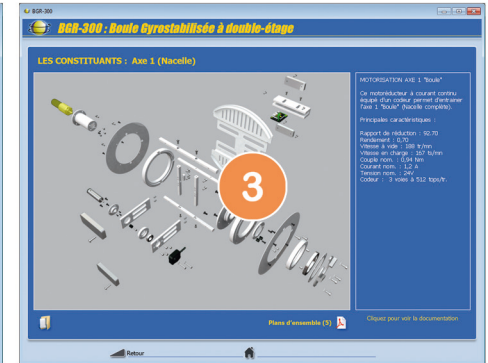 BGR-300
BGR-300 : Boule Gyrostabilisée à double-étage
LES CONSTITUANTS : Axe 1 (Nacelle)
3
MOTORISATION AXE 1 "Boule"
Ce motoréducteur à courant continu
équipé d'un codeur permet d'entrainer
l'axe 1 "Boule" (Nacelle complète).
Principales caractéristiques :
Rapport de réduction : 92.70
Rendement : 0,70
Vitesse à vide : 188 tr/mn
Vitesse en charge : 167 ts/mn
Couple nom. : 0,94 Nm
Courant nom. : 1,2 A
Tension nom. : 24V
Codeur : 3 voies à 512 tops/tr.
Plans d'ensemble (5)
Cliquez pour voir la documentation
Retour